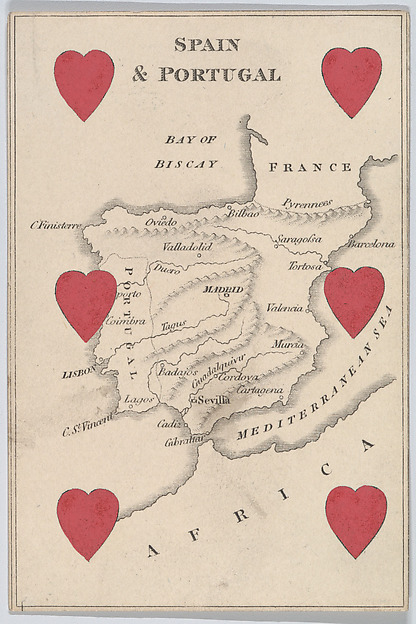 SPAIN
& PORTUGAL
BAY OF
BISCAY
FRANCE
Pyrennees
C. Finisterre
Oviedo
Bilbao
Valladolid
Saragoſsa
Barcelona
Duero
Tortosa
MADRID
porto
PORTUGAL
Valencia
Coimbra
Tagus
Murcia
LISBON
Badajos
Guadalquivir
Cordova
Cartagena
Lagos
Sevilla
C. St. Vincent
Cadiz
Gibraltar
MEDITERRANEAN SEA
AFRICA